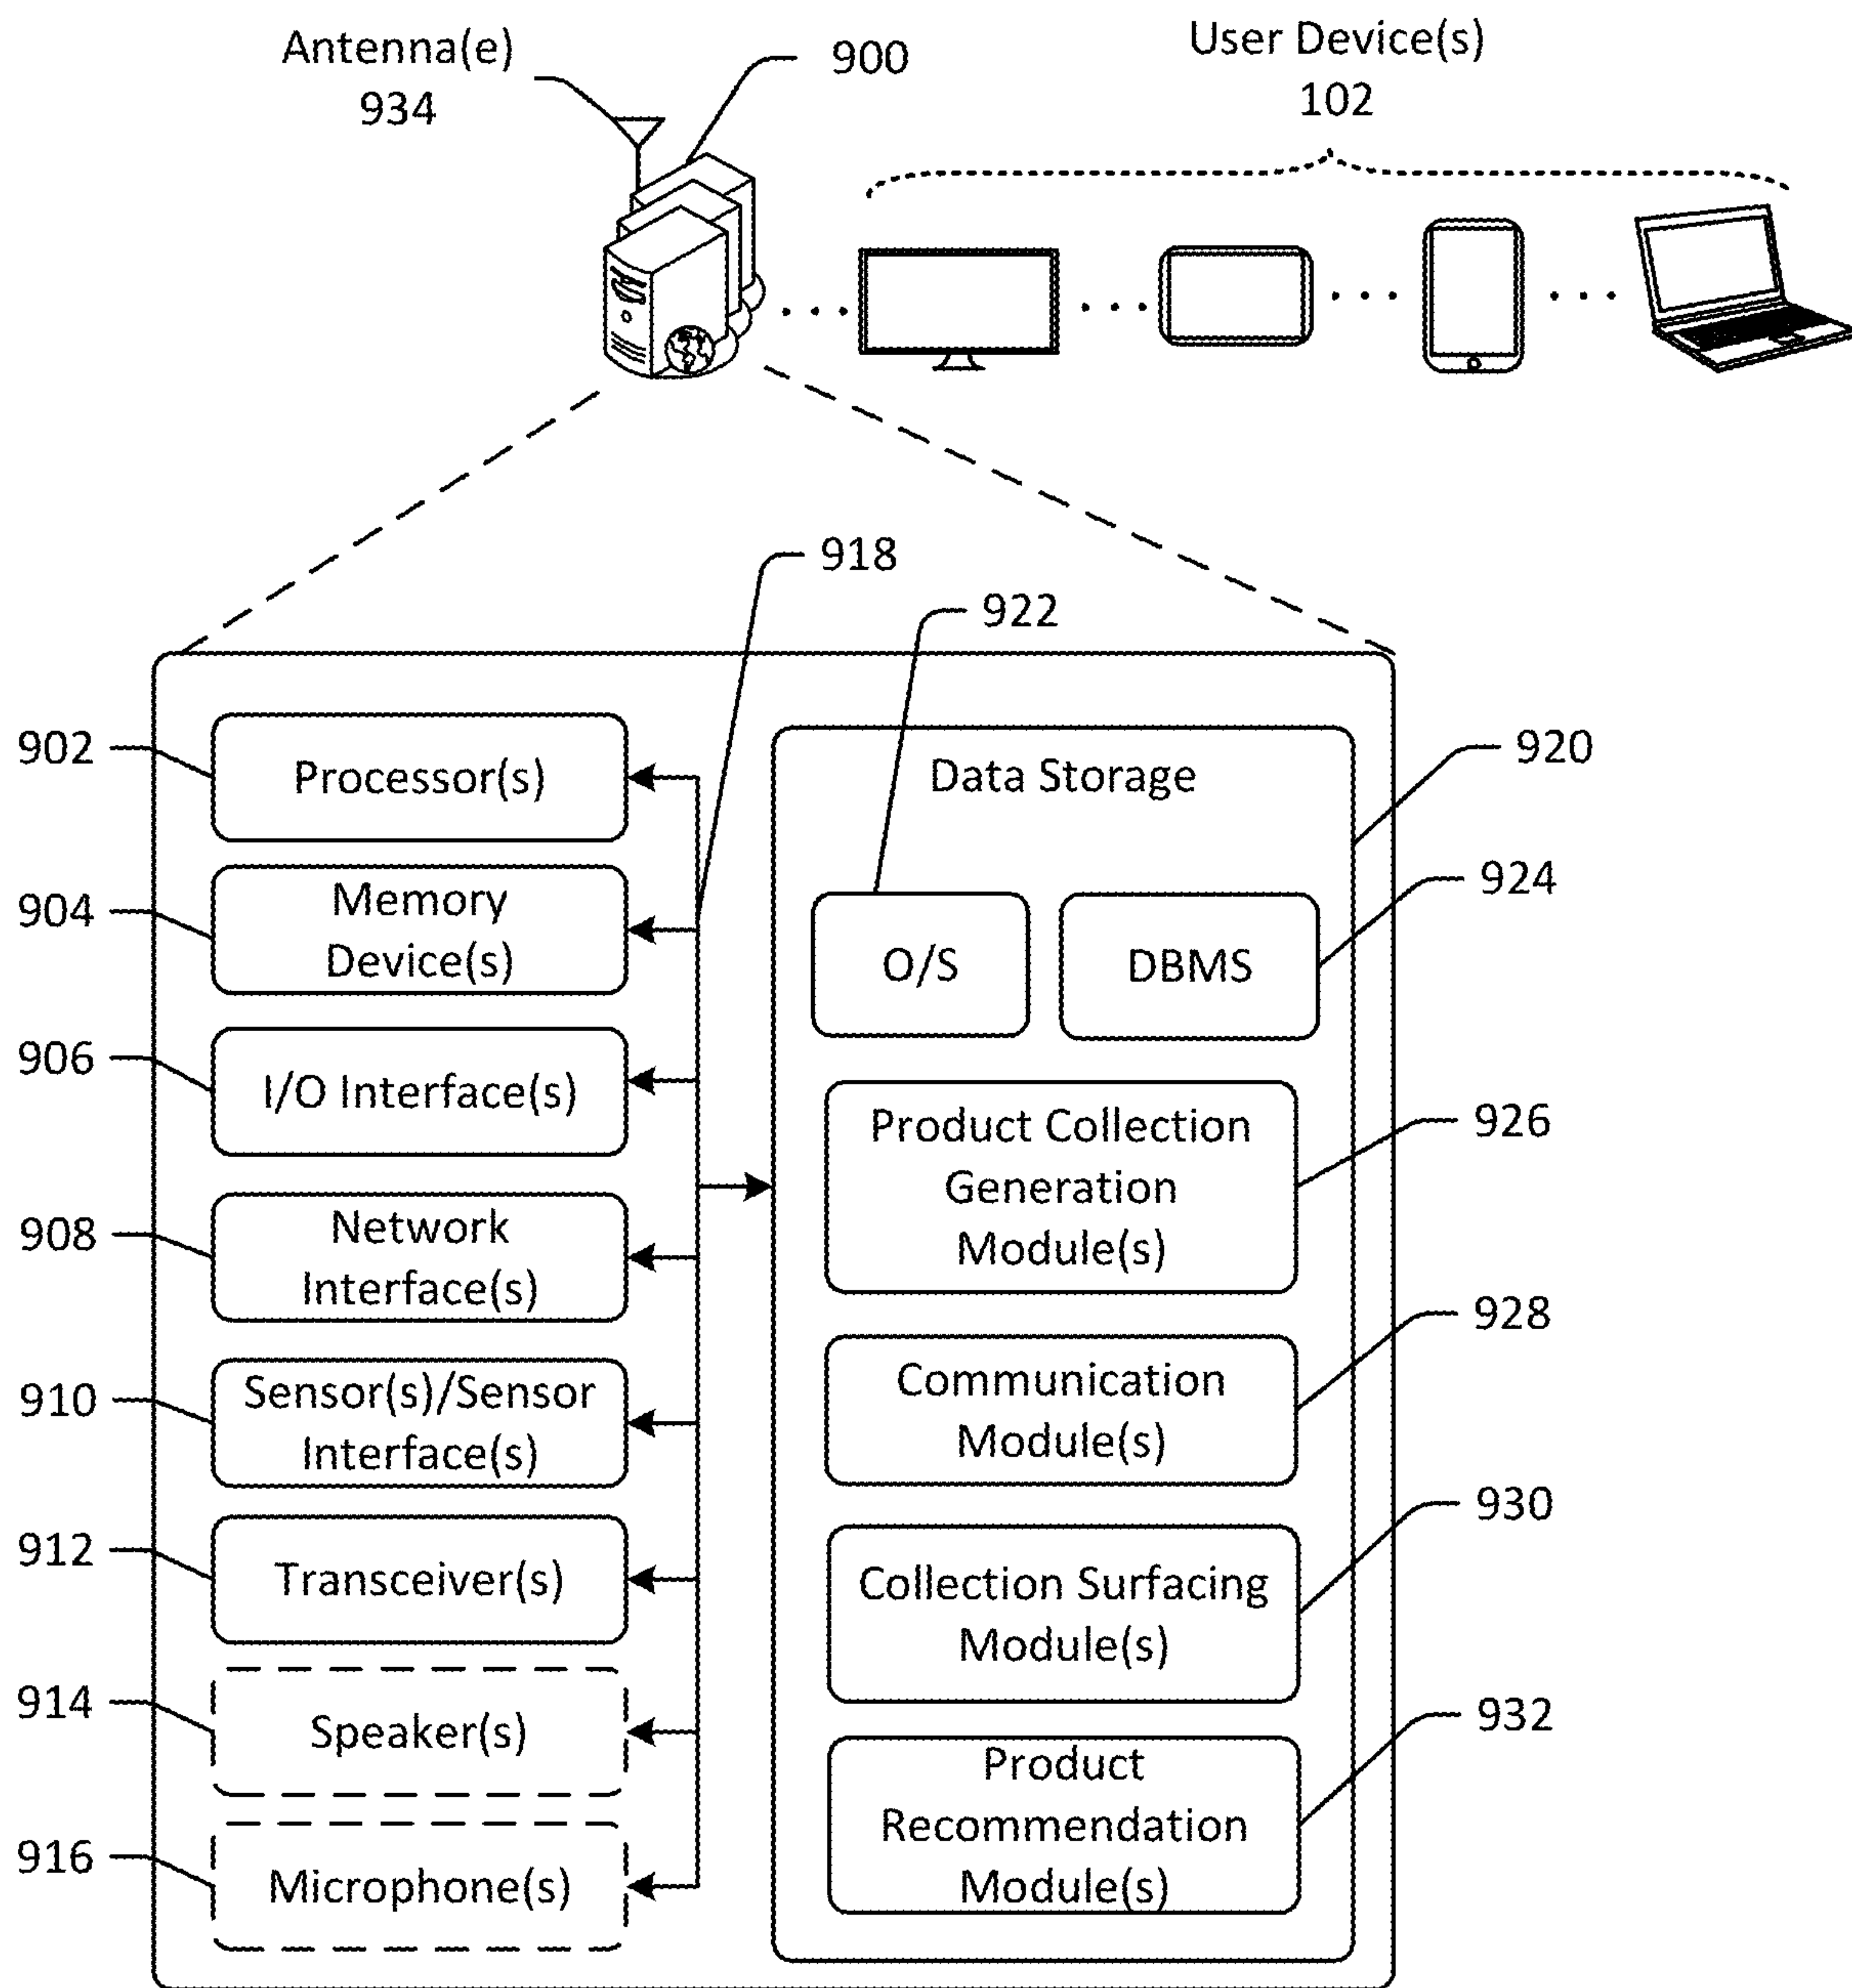 Antenna(e)
934
900
User Device(s)
102
918
922
902
Processor(s)
Data Storage
920
904
Memory
Device(s)
O/S
DBMS
924
906
I/O Interface(s)
Product Collection
Generation
Module(s)
926
908
Network
Interface(s)
928
910
Sensor(s)/Sensor
Interface(s)
Communication
Module(s)
930
912
Transceiver(s)
Collection Surfacing
Module(s)
914
Speaker(s)
932
916
Microphone(s)
Product
Recommendation
Module(s)